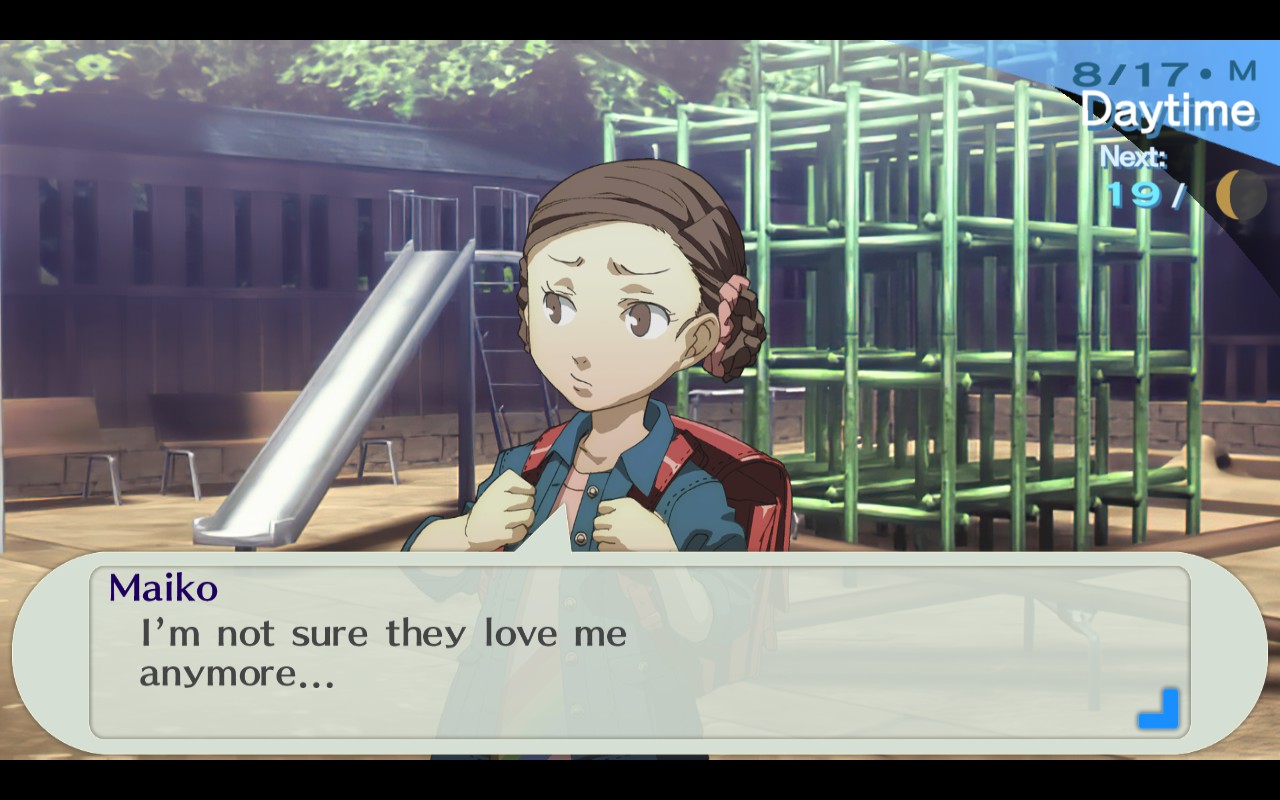 8/17・M
Daytime
Next:
19/
Maiko
I'm not sure they love me
anymore...